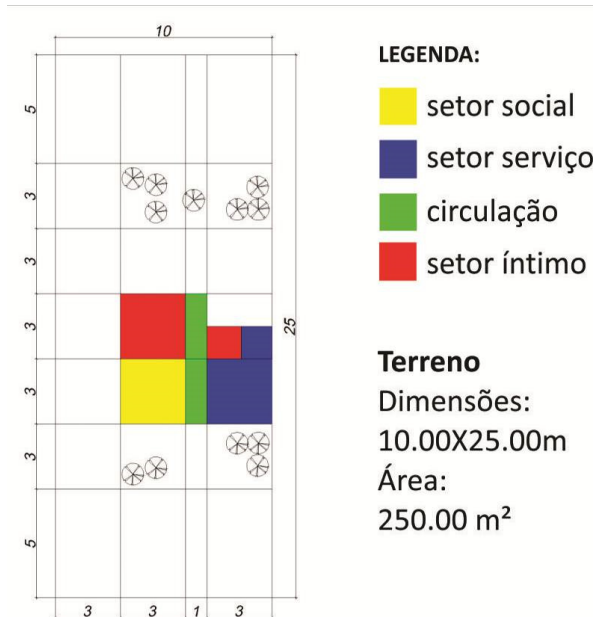 10
5
3
3
3
3
3
5
25
3
3
1
3
LEGENDA:
setor social
setor serviço
circulação
setor íntimo
Terreno
Dimensões:
10.00X25.00m
Área:
250.00 m²